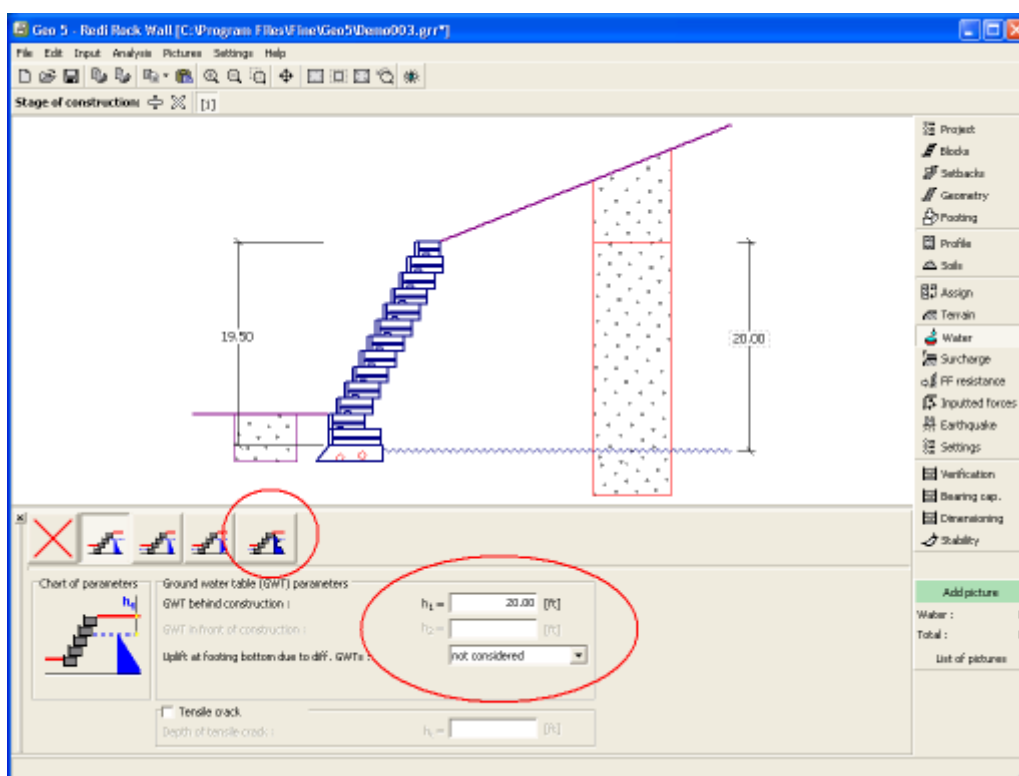 Geo 5 - Redi Rock Wall [C:\Program Files\Fine\Geo5\Demo003.grr*]
File Edit Input Analysis Pictures Settings Help
Stage of construction: [1]
Project
Blocks
Setbacks
Geometry
Footing
Profile
Soils
Assign
Terrain
Water
Surcharge
FF resistance
Inputted forces
Earthquake
Settings
Verification
Bearing cap.
Dimensioning
Stability
19.50
20.00
Chart of parameters
h1
Ground water table (GWT) parameters
GWT behind construction : h1 = 20.00 [ft]
GWT in front of construction : h2 = [ft]
Uplift at footing bottom due to diff. GWTs : not considered
Tensile crack
Depth of tensile crack : ht = [ft]
Add picture
Water :
Total :
List of pictures